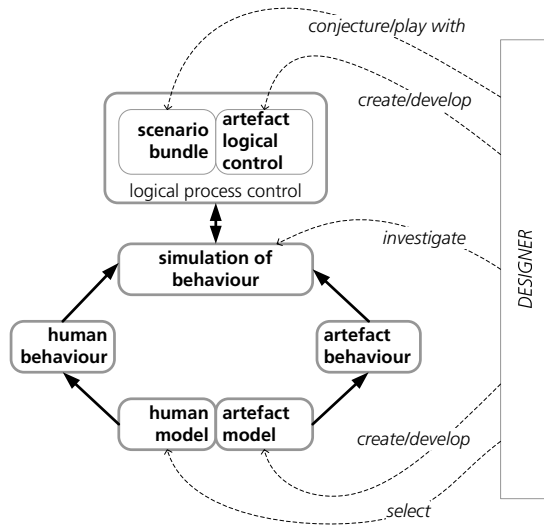 conjecture/play with
create/develop
scenario
bundle
artefact
logical
control
logical process control
investigate
simulation of
behaviour
DESIGNER
human
behaviour
artefact
behaviour
human
model
artefact
model
create/develop
select